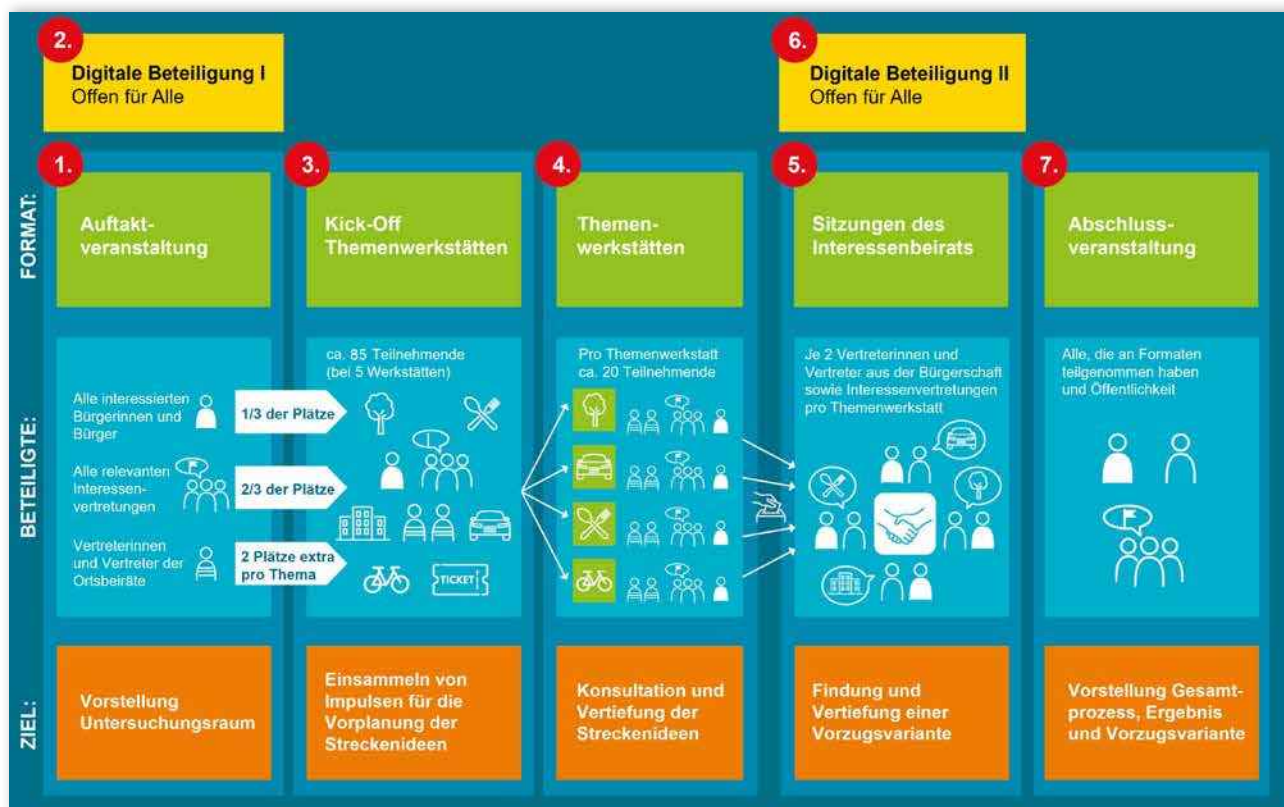 2.
Digitale Beteiligung I
Offen für Alle
6.
Digitale Beteiligung II
Offen für Alle
FORMAT:
1.
Auftakt-
veranstaltung
3.
Kick-Off
Themenwerkstätten
4.
Themen-
werkstätten
5.
Sitzungen des
Interessenbeirats
7.
Abschluss-
veranstaltung
BETEILIGTE:
Alle interessierten
Bürgerinnen und
Bürger
1/3 der Plätze
Alle relevanten
Interessen-
vertretungen
2/3 der Plätze
Vertreterinnen
und Vertreter der
Ortsbeiräte
2 Plätze extra
pro Thema
ca. 85 Teilnehmende
(bei 5 Werkstätten)
TICKET
Pro Themenwerkstatt
ca. 20 Teilnehmende
Je 2 Vertreterinnen und
Vertreter aus der Bürgerschaft
sowie Interessenvertretungen
pro Themenwerkstatt
Alle, die an Formaten
teilgenommen haben
und Öffentlichkeit
ZIEL:
Vorstellung
Untersuchungsraum
Einsammeln von
Impulsen für die
Vorplanung der
Streckenideen
Konsultation und
Vertiefung der
Streckenideen
Findung und
Vertiefung einer
Vorzugsvariante
Vorstellung Gesamt-
prozess, Ergebnis
und Vorzugsvariante